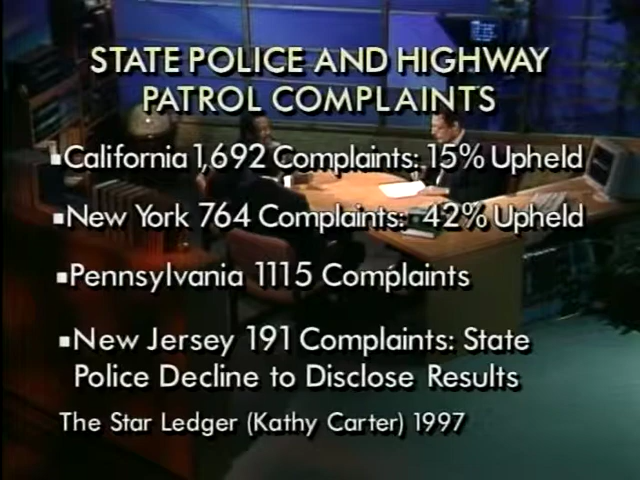 STATE POLICE AND HIGHWAY
PATROL COMPLAINTS
▪California 1,692 Complaints: 15% Upheld
▪New York 764 Complaints: 42% Upheld
▪Pennsylvania 1115 Complaints
▪New Jersey 191 Complaints: State
Police Decline to Disclose Results
The Star Ledger (Kathy Carter) 1997